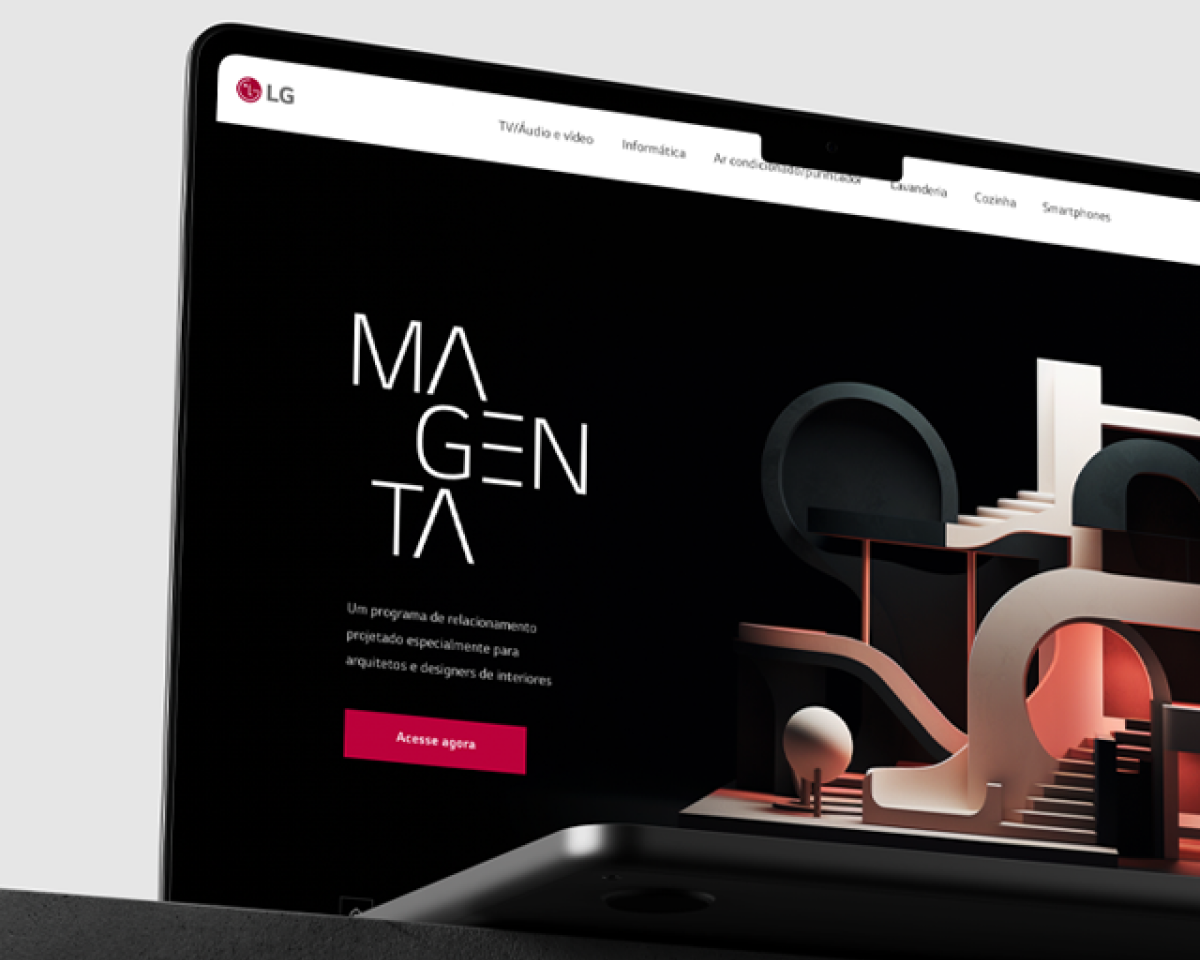 LG
TV/Áudio e vídeo Informática Ar condicionado/purificador Lavanderia Cozinha Smartphones
MA
GEN
TA
Um programa de relacionamento
projetado especialmente para
arquitetos e designers de interiores
Acesse agora